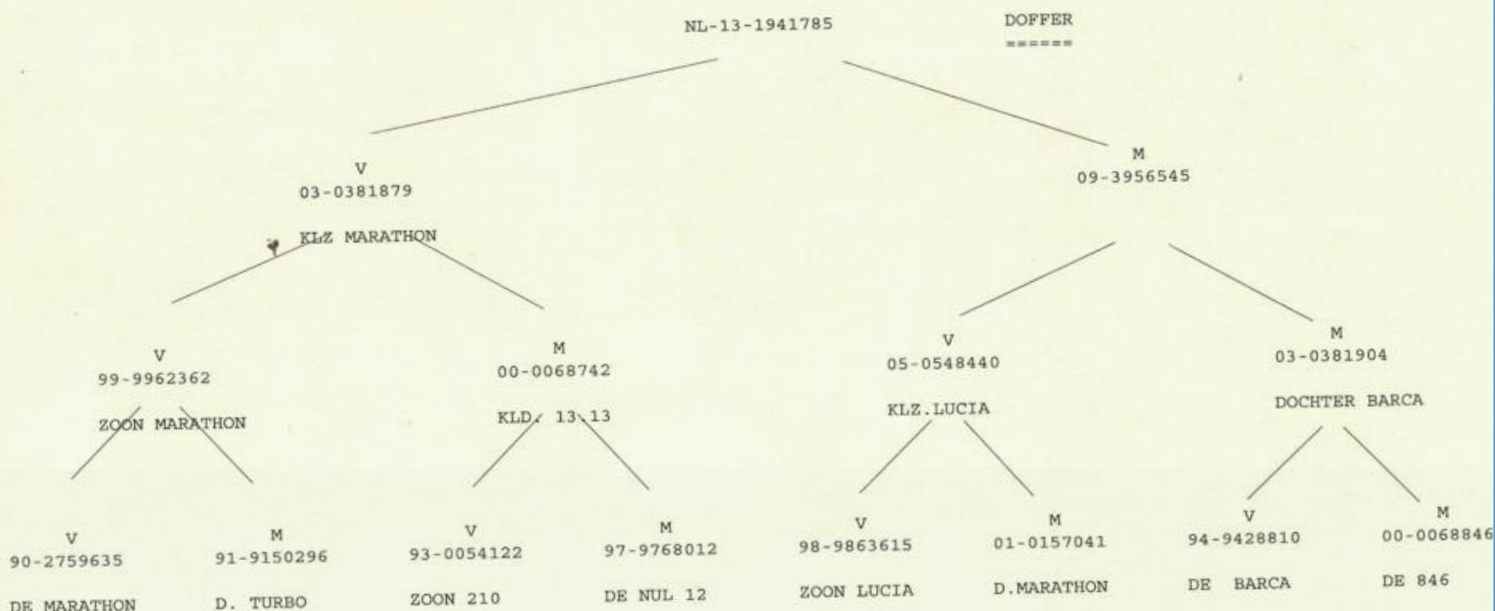 NL-13-1941785 DOFFER
======
V M
03-0381879 09-3956545
KLZ MARATHON
V M V M
99-9962362 00-0068742 05-0548440 03-0381904
ZOON MARATHON KLD. 13.13 KLZ.LUCIA DOCHTER BARCA
V M V M V M V M
90-2759635 91-9150296 93-0054122 97-9768012 98-9863615 01-0157041 94-9428810 00-0068846
DE MARATHON D. TURBO ZOON 210 DE NUL 12 ZOON LUCIA D.MARATHON DE BARCA DE 846